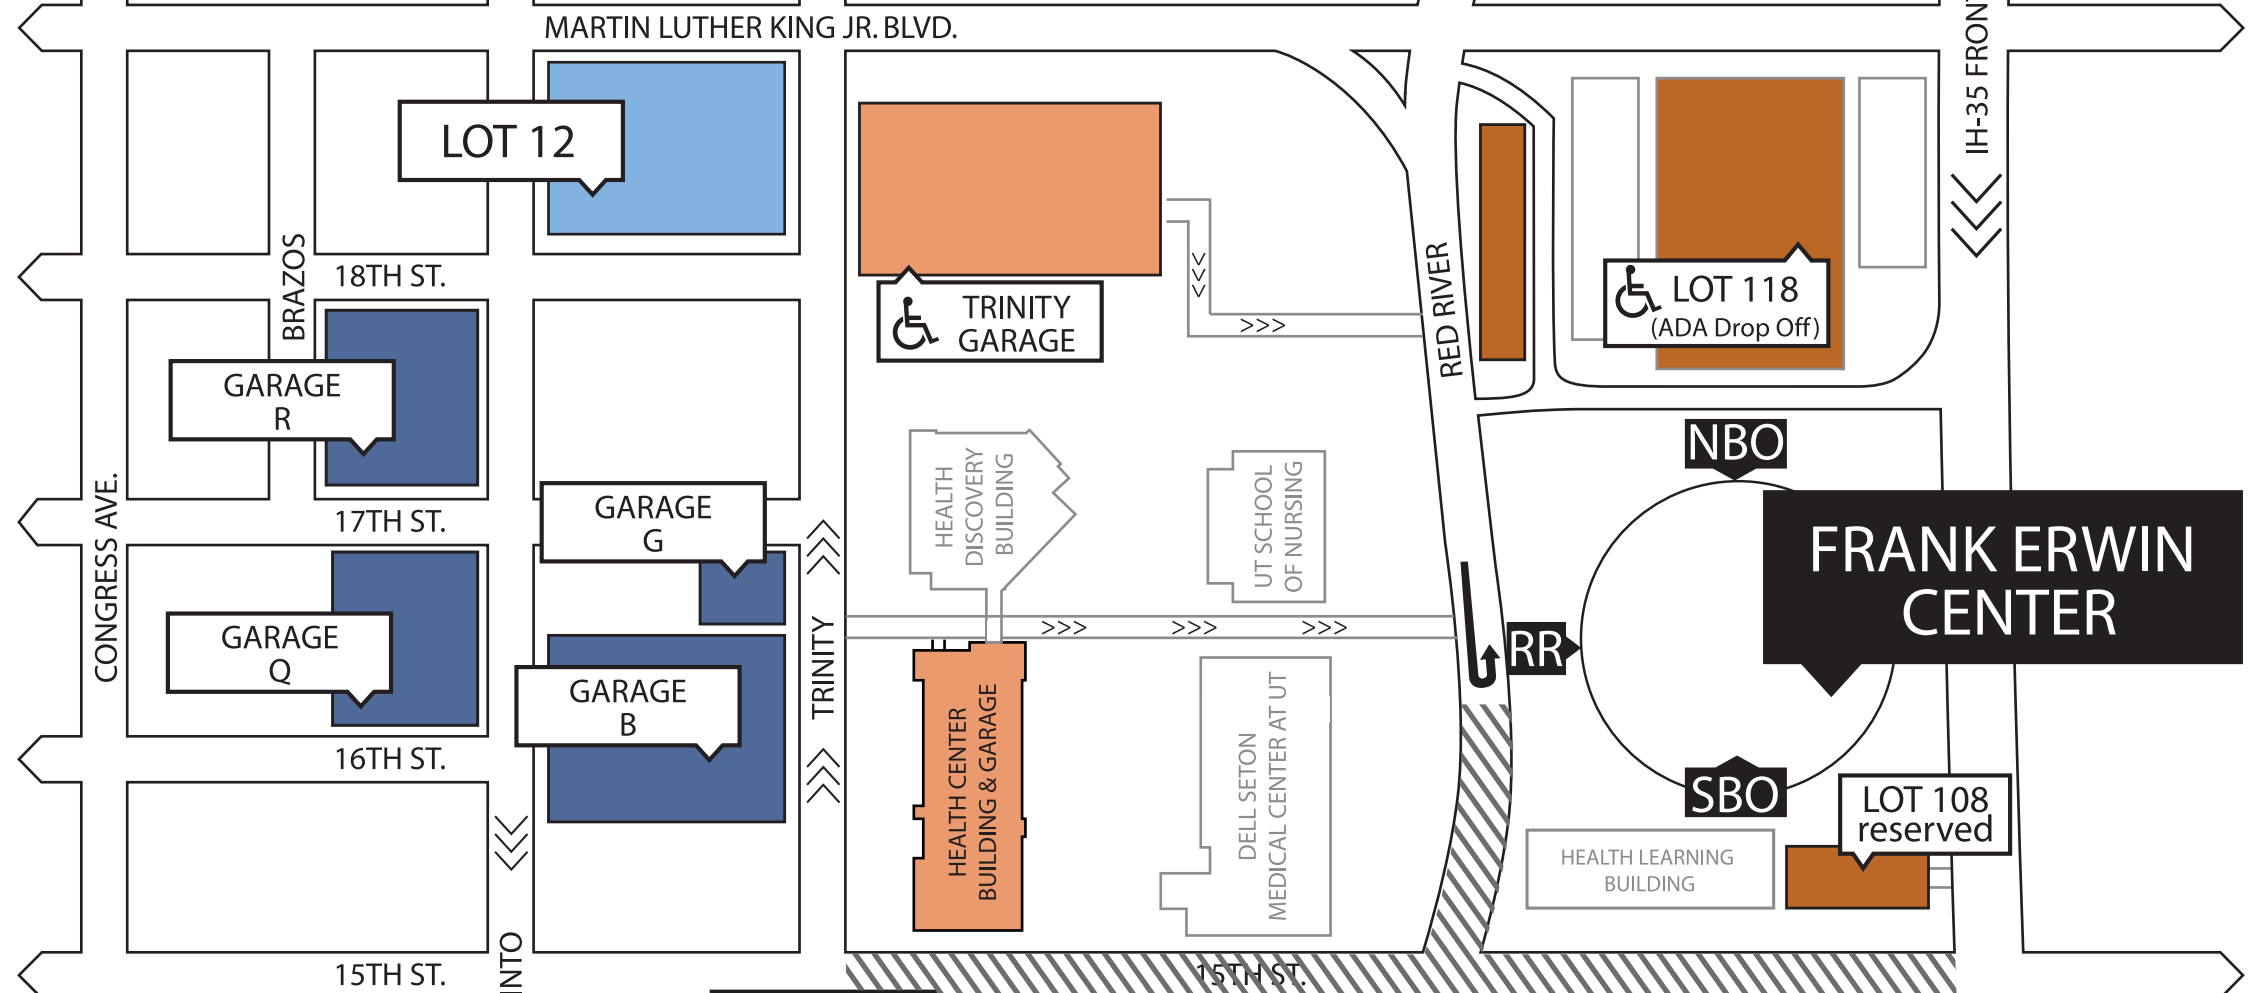 MARTIN LUTHER KING JR. BLVD.
LOT 12
18TH ST.
BRAZOS
GARAGE
R
17TH ST.
CONGRESS AVE.
GARAGE
G
GARAGE
Q
GARAGE
B
16TH ST.
15TH ST.
TRINITY
TRINITY
GARAGE
>>>
>>>
HEALTH
DISCOVERY
BUILDING
UT SCHOOL
OF NURSING
>>> >>> >>>
HEALTH CENTER
BUILDING & GARAGE
DELL SETON
MEDICAL CENTER AT UT
15TH ST.
RED RIVER
LOT 118
(ADA Drop Off)
IH-35
NBO
FRANK ERWIN
CENTER
RR
SBO
LOT 108
reserved
HEALTH LEARNING
BUILDING